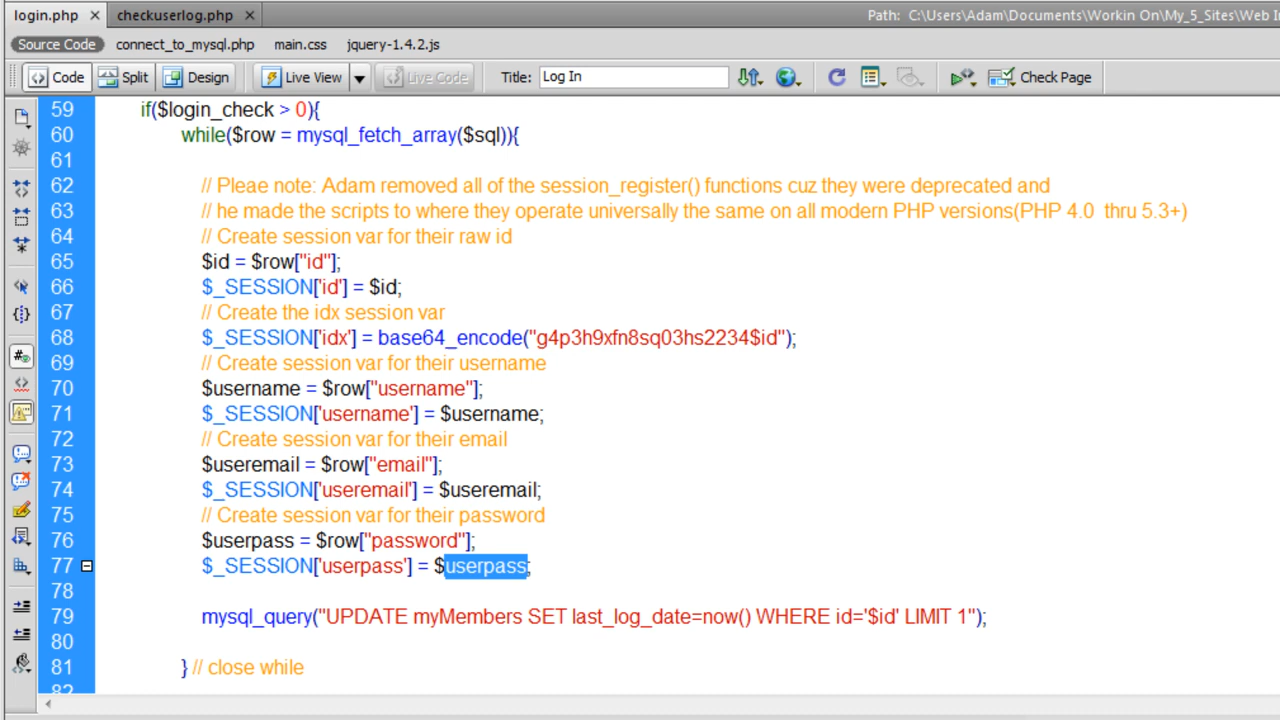 login.php × checkuserlog.php × Path: C:\Users\Adam\Documents\Workin On\My_5_Sites\Web
Source Code connect_to_mysql.php main.css jquery-1.4.2.js
Code Split Design Live View Live Code Title: Log In Check Page
59 if($login_check > 0){
60 while($row = mysql_fetch_array($sql)){
61
62 // Pleae note: Adam removed all of the session_register() functions cuz they were deprecated and
63 // he made the scripts to where they operate universally the same on all modern PHP versions(PHP 4.0 thru 5.3+)
64 // Create session var for their raw id
65 $id = $row["id"];
66 $_SESSION['id'] = $id;
67 // Create the idx session var
68 $_SESSION['idx'] = base64_encode("g4p3h9xfn8sq03hs2234$id");
69 // Create session var for their username
70 $username = $row["username"];
71 $_SESSION['username'] = $username;
72 // Create session var for their email
73 $useremail = $row["email"];
74 $_SESSION['useremail'] = $useremail;
75 // Create session var for their password
76 $userpass = $row["password"];
77 $_SESSION['userpass'] = $userpass;
78
79 mysql_query("UPDATE myMembers SET last_log_date=now() WHERE id='$id' LIMIT 1");
80
81 } // close while
82